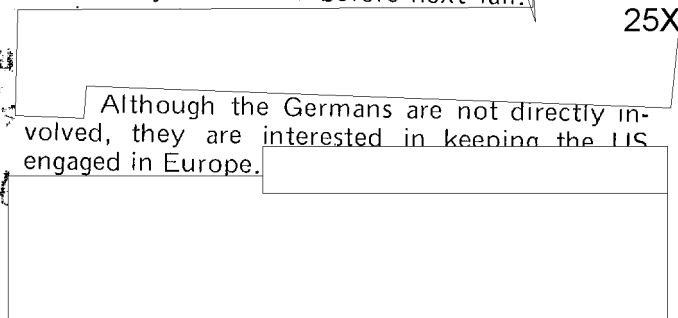 before next fall.
25X
Although the Germans are not directly in-
volved, they are interested in keeping the US
engaged in Europe.